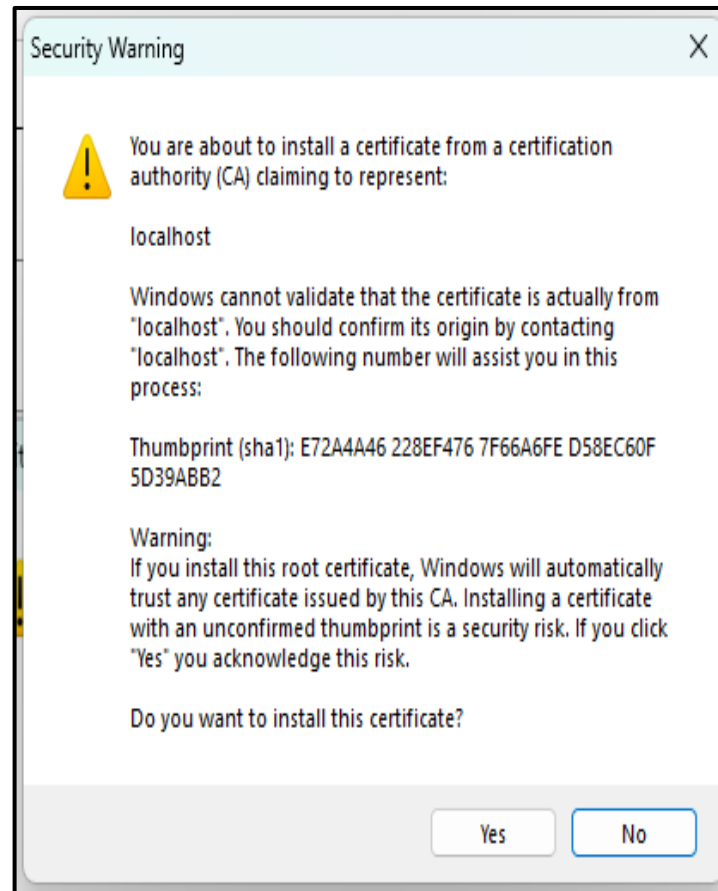 Security Warning
You are about to install a certificate from a certification
authority (CA) claiming to represent:
localhost
Windows cannot validate that the certificate is actually from
"localhost". You should confirm its origin by contacting
"localhost". The following number will assist you in this
process:
Thumbprint (sha1): E72A4A46 228EF476 7F66A6FE D58EC60F
5D39ABB2
Warning:
If you install this root certificate, Windows will automatically
trust any certificate issued by this CA. Installing a certificate
with an unconfirmed thumbprint is a security risk. If you click
"Yes" you acknowledge this risk.
Do you want to install this certificate?
Yes No